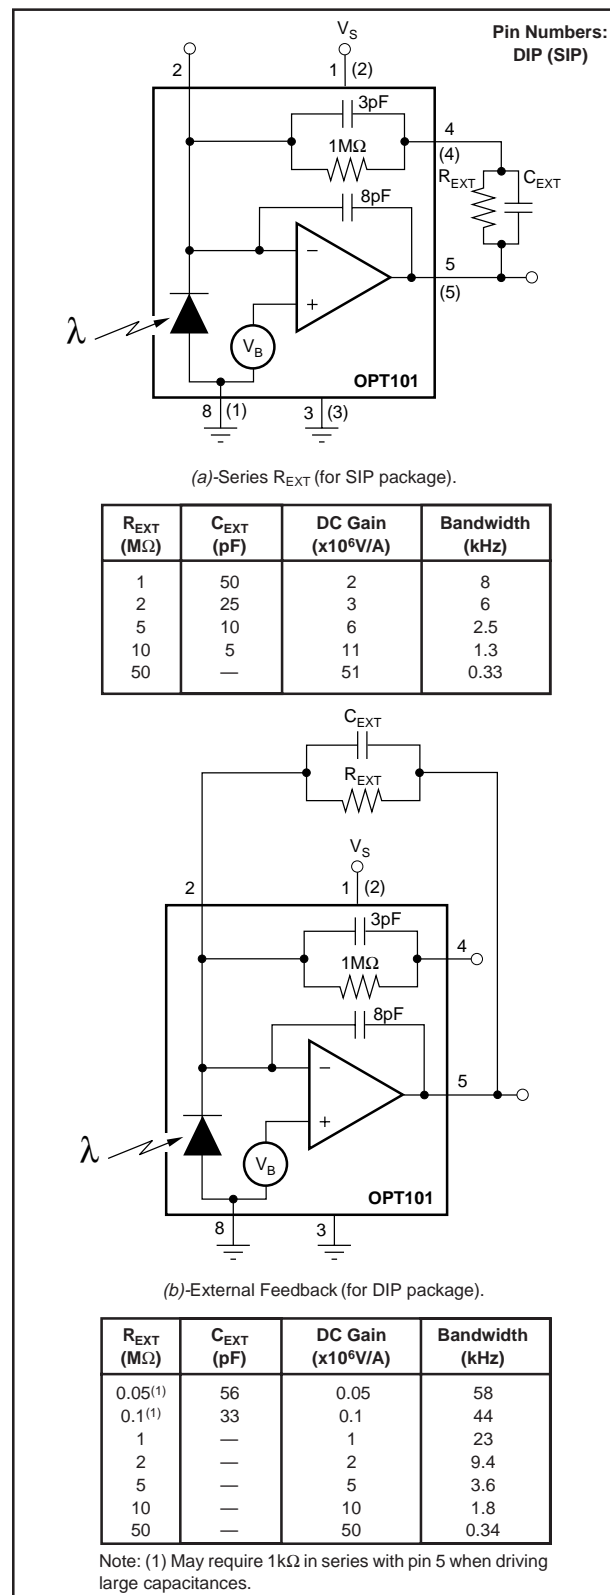 Pin Numbers:
DIP (SIP)
V_S
2
1 (2)
3pF
1MΩ
4
(4)
R_EXT
C_EXT
8pF
−
+
5
(5)
λ
V_B
OPT101
8 (1)
3 (3)
(a)-Series R_EXT (for SIP package).
R_EXT (MΩ) C_EXT (pF) DC Gain (x10⁶V/A) Bandwidth (kHz)
1 50 2 8
2 25 3 6
5 10 6 2.5
10 5 11 1.3
50 — 51 0.33
C_EXT
R_EXT
V_S
2
1 (2)
3pF
1MΩ
4
8pF
−
+
5
λ
V_B
OPT101
8
3
(b)-External Feedback (for DIP package).
R_EXT (MΩ) C_EXT (pF) DC Gain (x10⁶V/A) Bandwidth (kHz)
0.05⁽¹⁾ 56 0.05 58
0.1⁽¹⁾ 33 0.1 44
1 — 1 23
2 — 2 9.4
5 — 5 3.6
10 — 10 1.8
50 — 50 0.34
Note: (1) May require 1kΩ in series with pin 5 when driving
large capacitances.